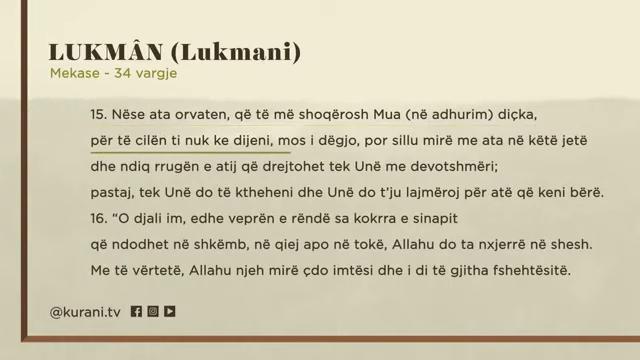 LUKMÂN (Lukmani)
Mekase - 34 vargje
15. Nëse ata orvaten, që të më shoqërosh Mua (në adhurim) diçka,
për të cilën ti nuk ke dijeni, mos i dëgjo, por sillu mirë me ata në këtë jetë
dhe ndiq rrugën e atij që drejtohet tek Unë me devotshmëri;
pastaj, tek Unë do të ktheheni dhe Unë do t'ju lajmëroj për atë që keni bërë.
16. “O djali im, edhe veprën e rëndë sa kokrra e sinapit
që ndodhet në shkëmb, në qiej apo në tokë, Allahu do ta nxjerrë në shesh.
Me të vërtetë, Allahu njeh mirë çdo imtësi dhe i di të gjitha fshehtësitë.
@kurani.tv